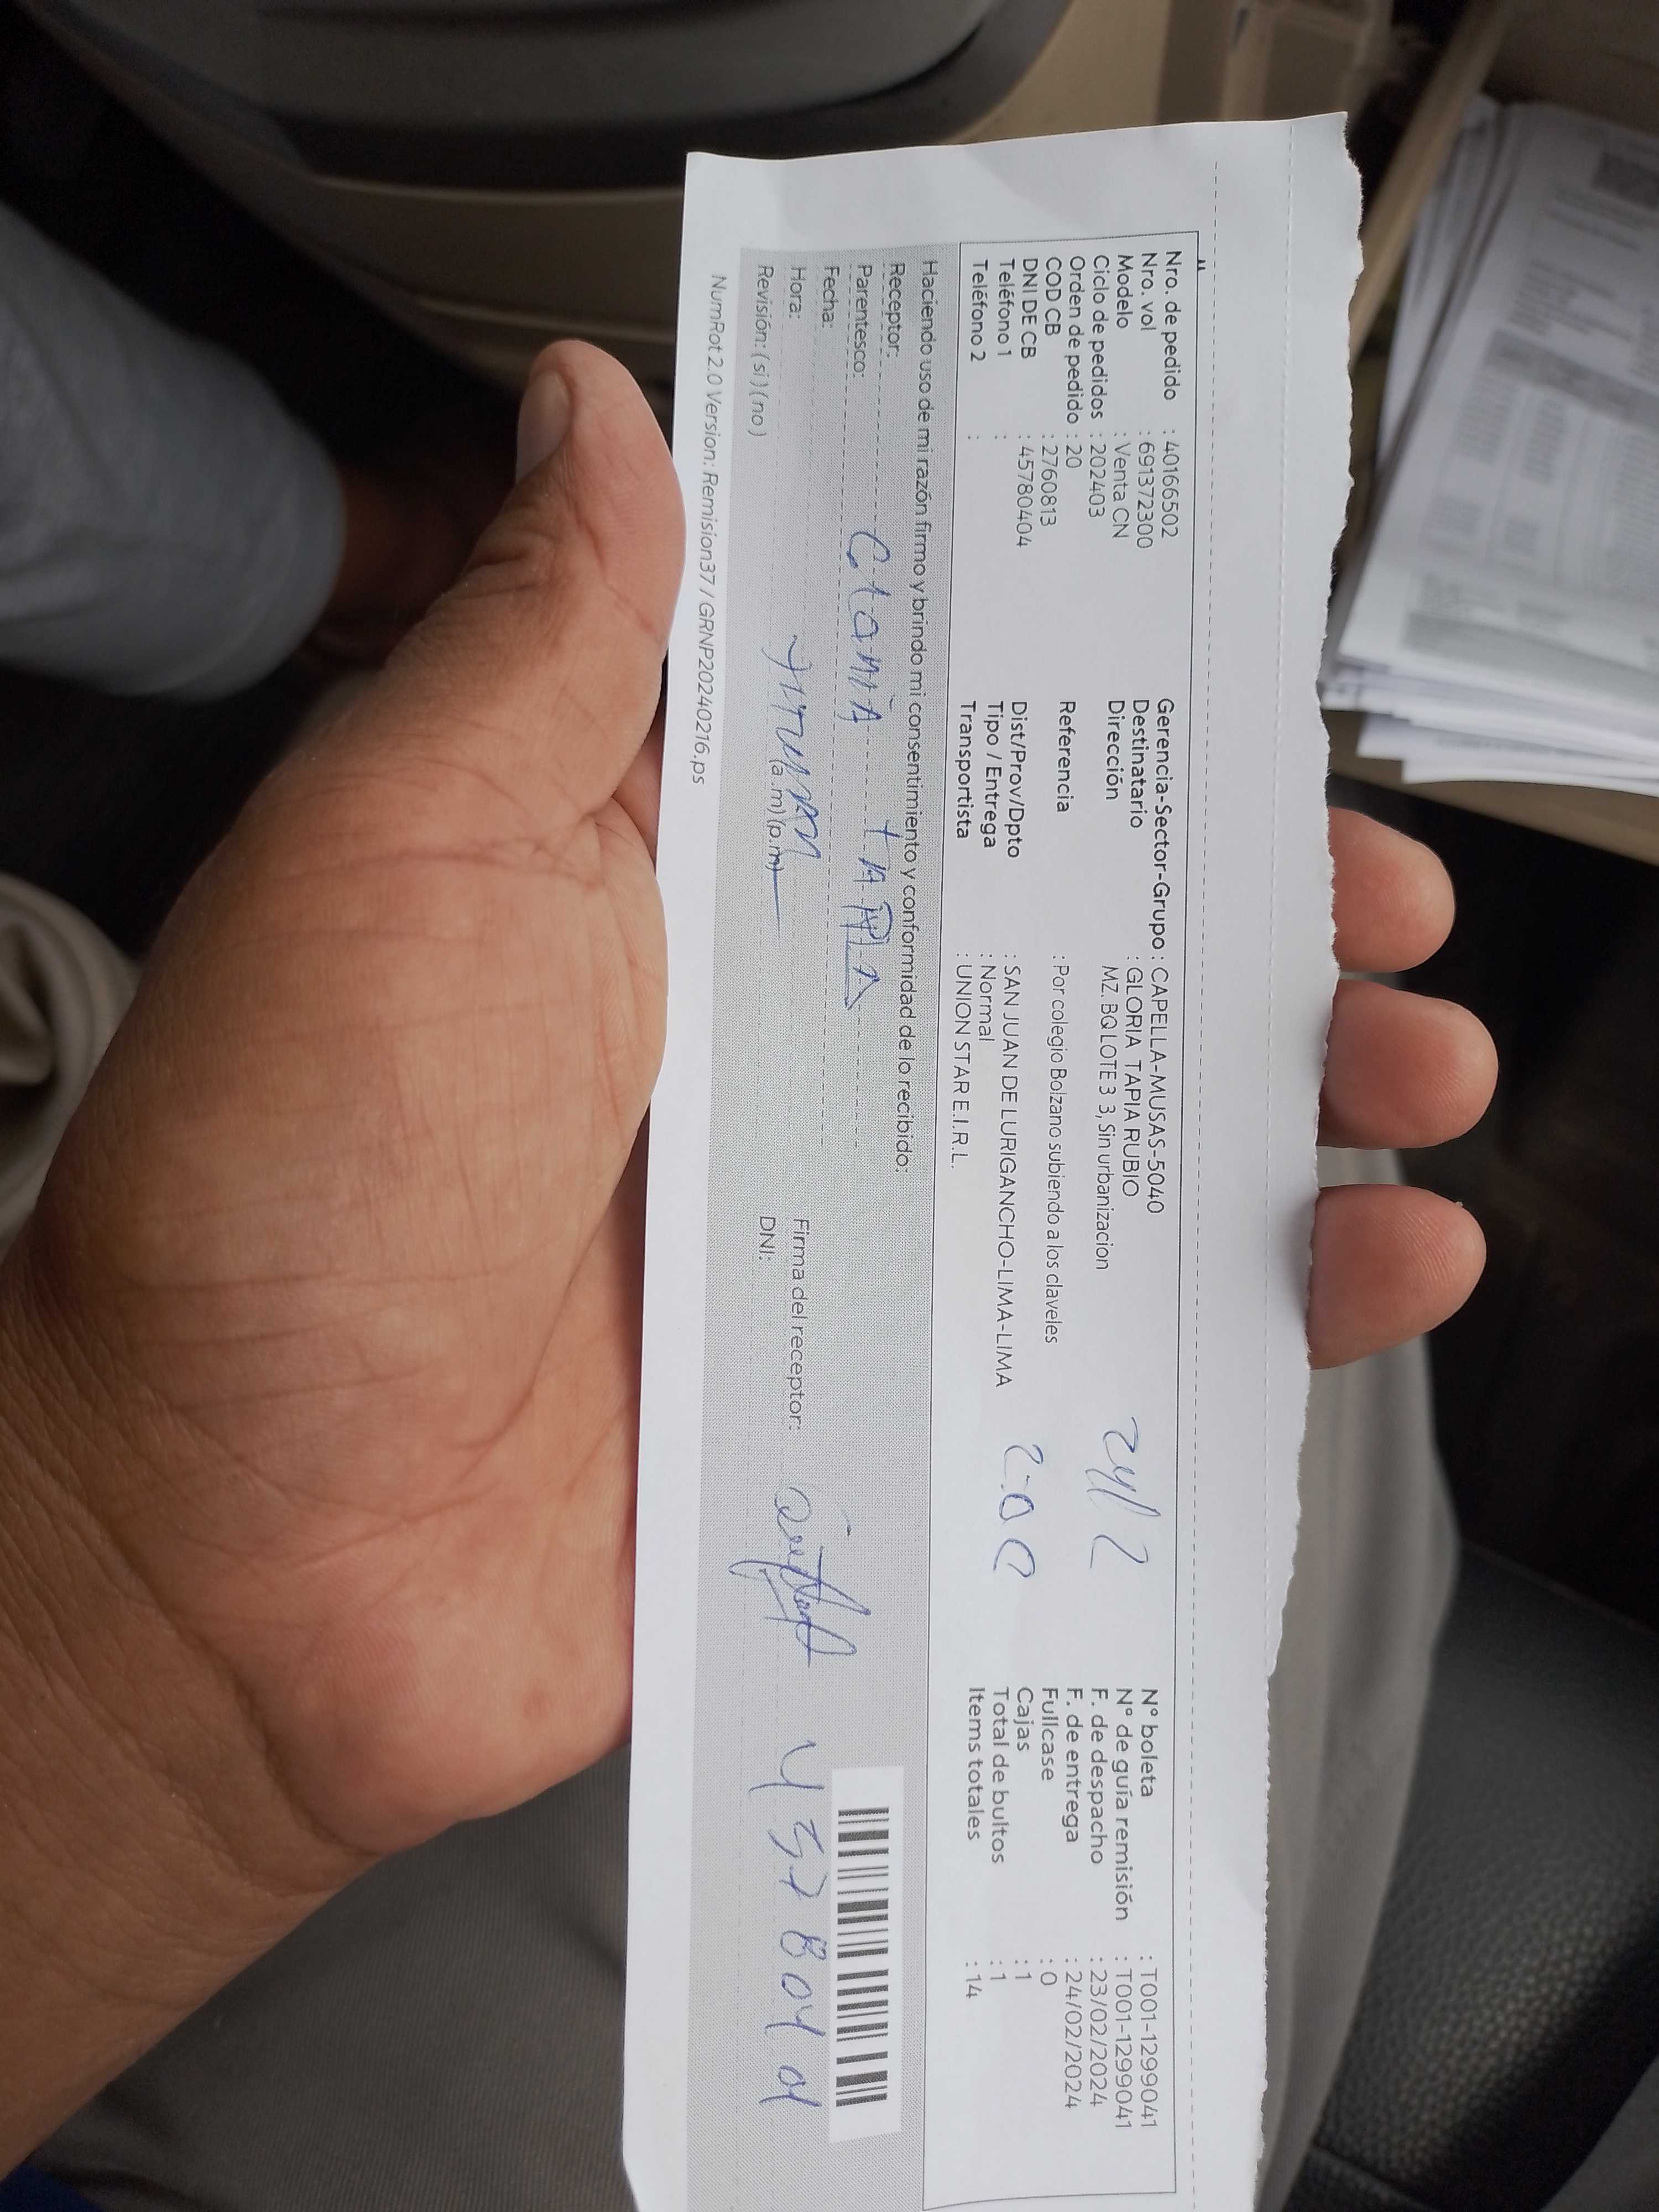 Nro. de pedido : 40166502
Nro. vol : 691372300
Modelo : Venta CN
Ciclo de pedidos : 202403
Orden de pedido : 20
COD CB : 2760813
DNI DE CB : 45780404
Teléfono 1 :
Teléfono 2 :
Gerencia-Sector-Grupo : CAPELLA-MUSAS-5040
Destinatario : GLORIA TAPIA RUBIO
Dirección MZ. BQ LOTE 3 3, Sin urbanizacion
Referencia : Por colegio Bolzano subiendo a los claveles
Dist/Prov/Dpto : SAN JUAN DE LURIGANCHO-LIMA-LIMA
Tipo / Entrega : Normal
Transportista : UNION STAR E.I.R.L.
24/2
N° boleta : T001-1299041
N° de guía remisión : T001-1299041
F. de despacho : 23/02/2024
F. de entrega : 24/02/2024
Fullcase : 0
Cajas : 1
Total de bultos : 1
Items totales : 14
Haciendo uso de mi razón firmo y brindo mi consentimiento y conformidad de lo recibido:
Receptor:
Parentesco:
Fecha:
Hora: (a.m) (p.m)
Revisión: ( si ) ( no )
Firma del receptor:
DNI:
NumRot 2.0 Version: Remision37 / GRNP20240216.ps